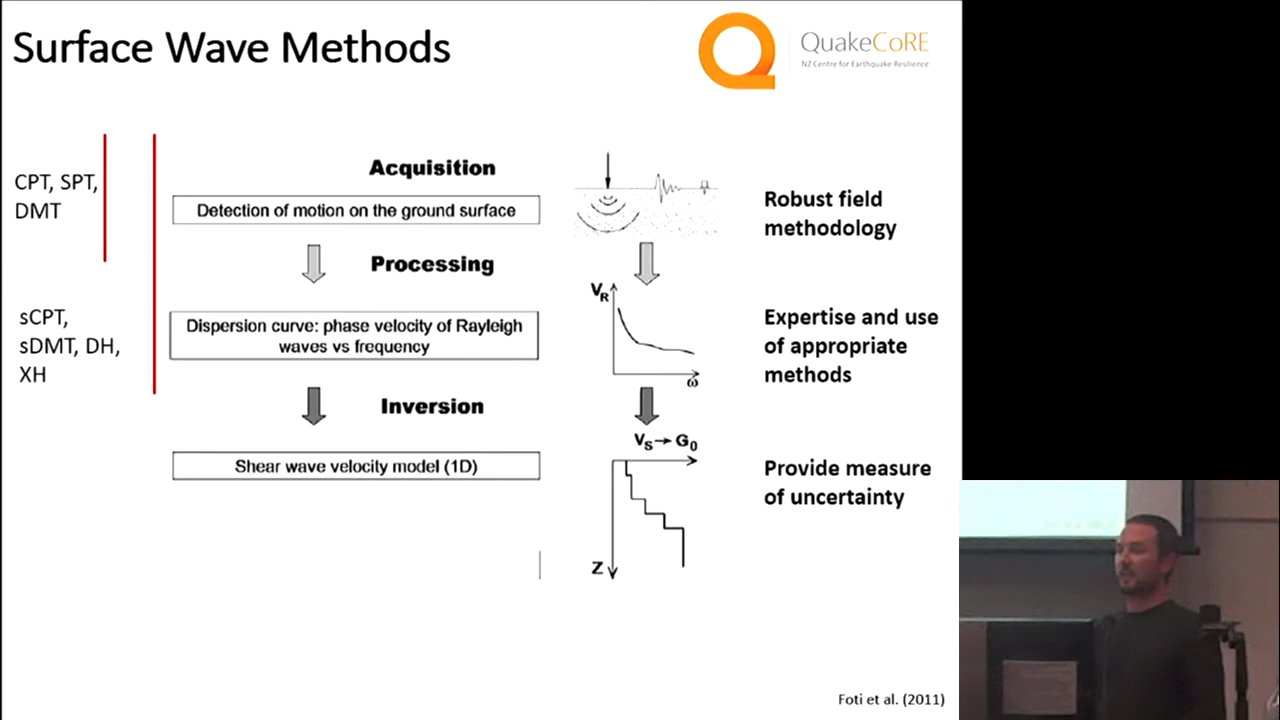 Surface Wave Methods
QuakeCoRE
NZ Centre for Earthquake Resilience
CPT, SPT,
DMT
Acquisition
Detection of motion on the ground surface
Robust field
methodology
Processing
sCPT,
sDMT, DH,
XH
Dispersion curve: phase velocity of Rayleigh
waves vs frequency
VR
ω
Expertise and use
of appropriate
methods
Inversion
Shear wave velocity model (1D)
VS→G0
Z
Provide measure
of uncertainty
Foti et al. (2011)